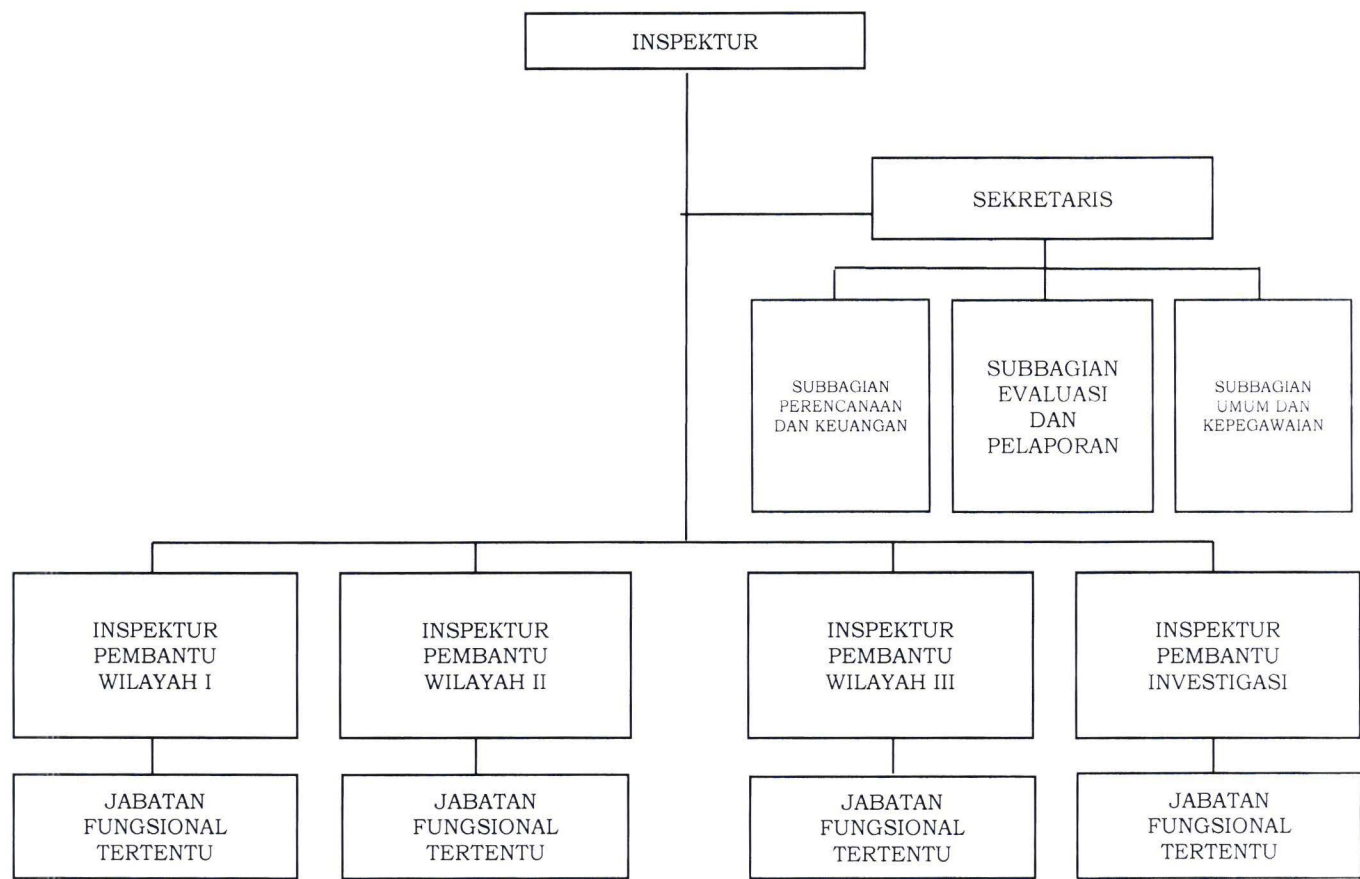 INSPEKTUR
SEKRETARIS
SUBBAGIAN
PERENCANAAN
DAN KEUANGAN
SUBBAGIAN
EVALUASI
DAN
PELAPORAN
SUBBAGIAN
UMUM DAN
KEPEGAWAIAN
INSPEKTUR
PEMBANTU
WILAYAH I
INSPEKTUR
PEMBANTU
WILAYAH II
INSPEKTUR
PEMBANTU
WILAYAH III
INSPEKTUR
PEMBANTU
INVESTIGASI
JABATAN
FUNGSIONAL
TERTENTU
JABATAN
FUNGSIONAL
TERTENTU
JABATAN
FUNGSIONAL
TERTENTU
JABATAN
FUNGSIONAL
TERTENTU